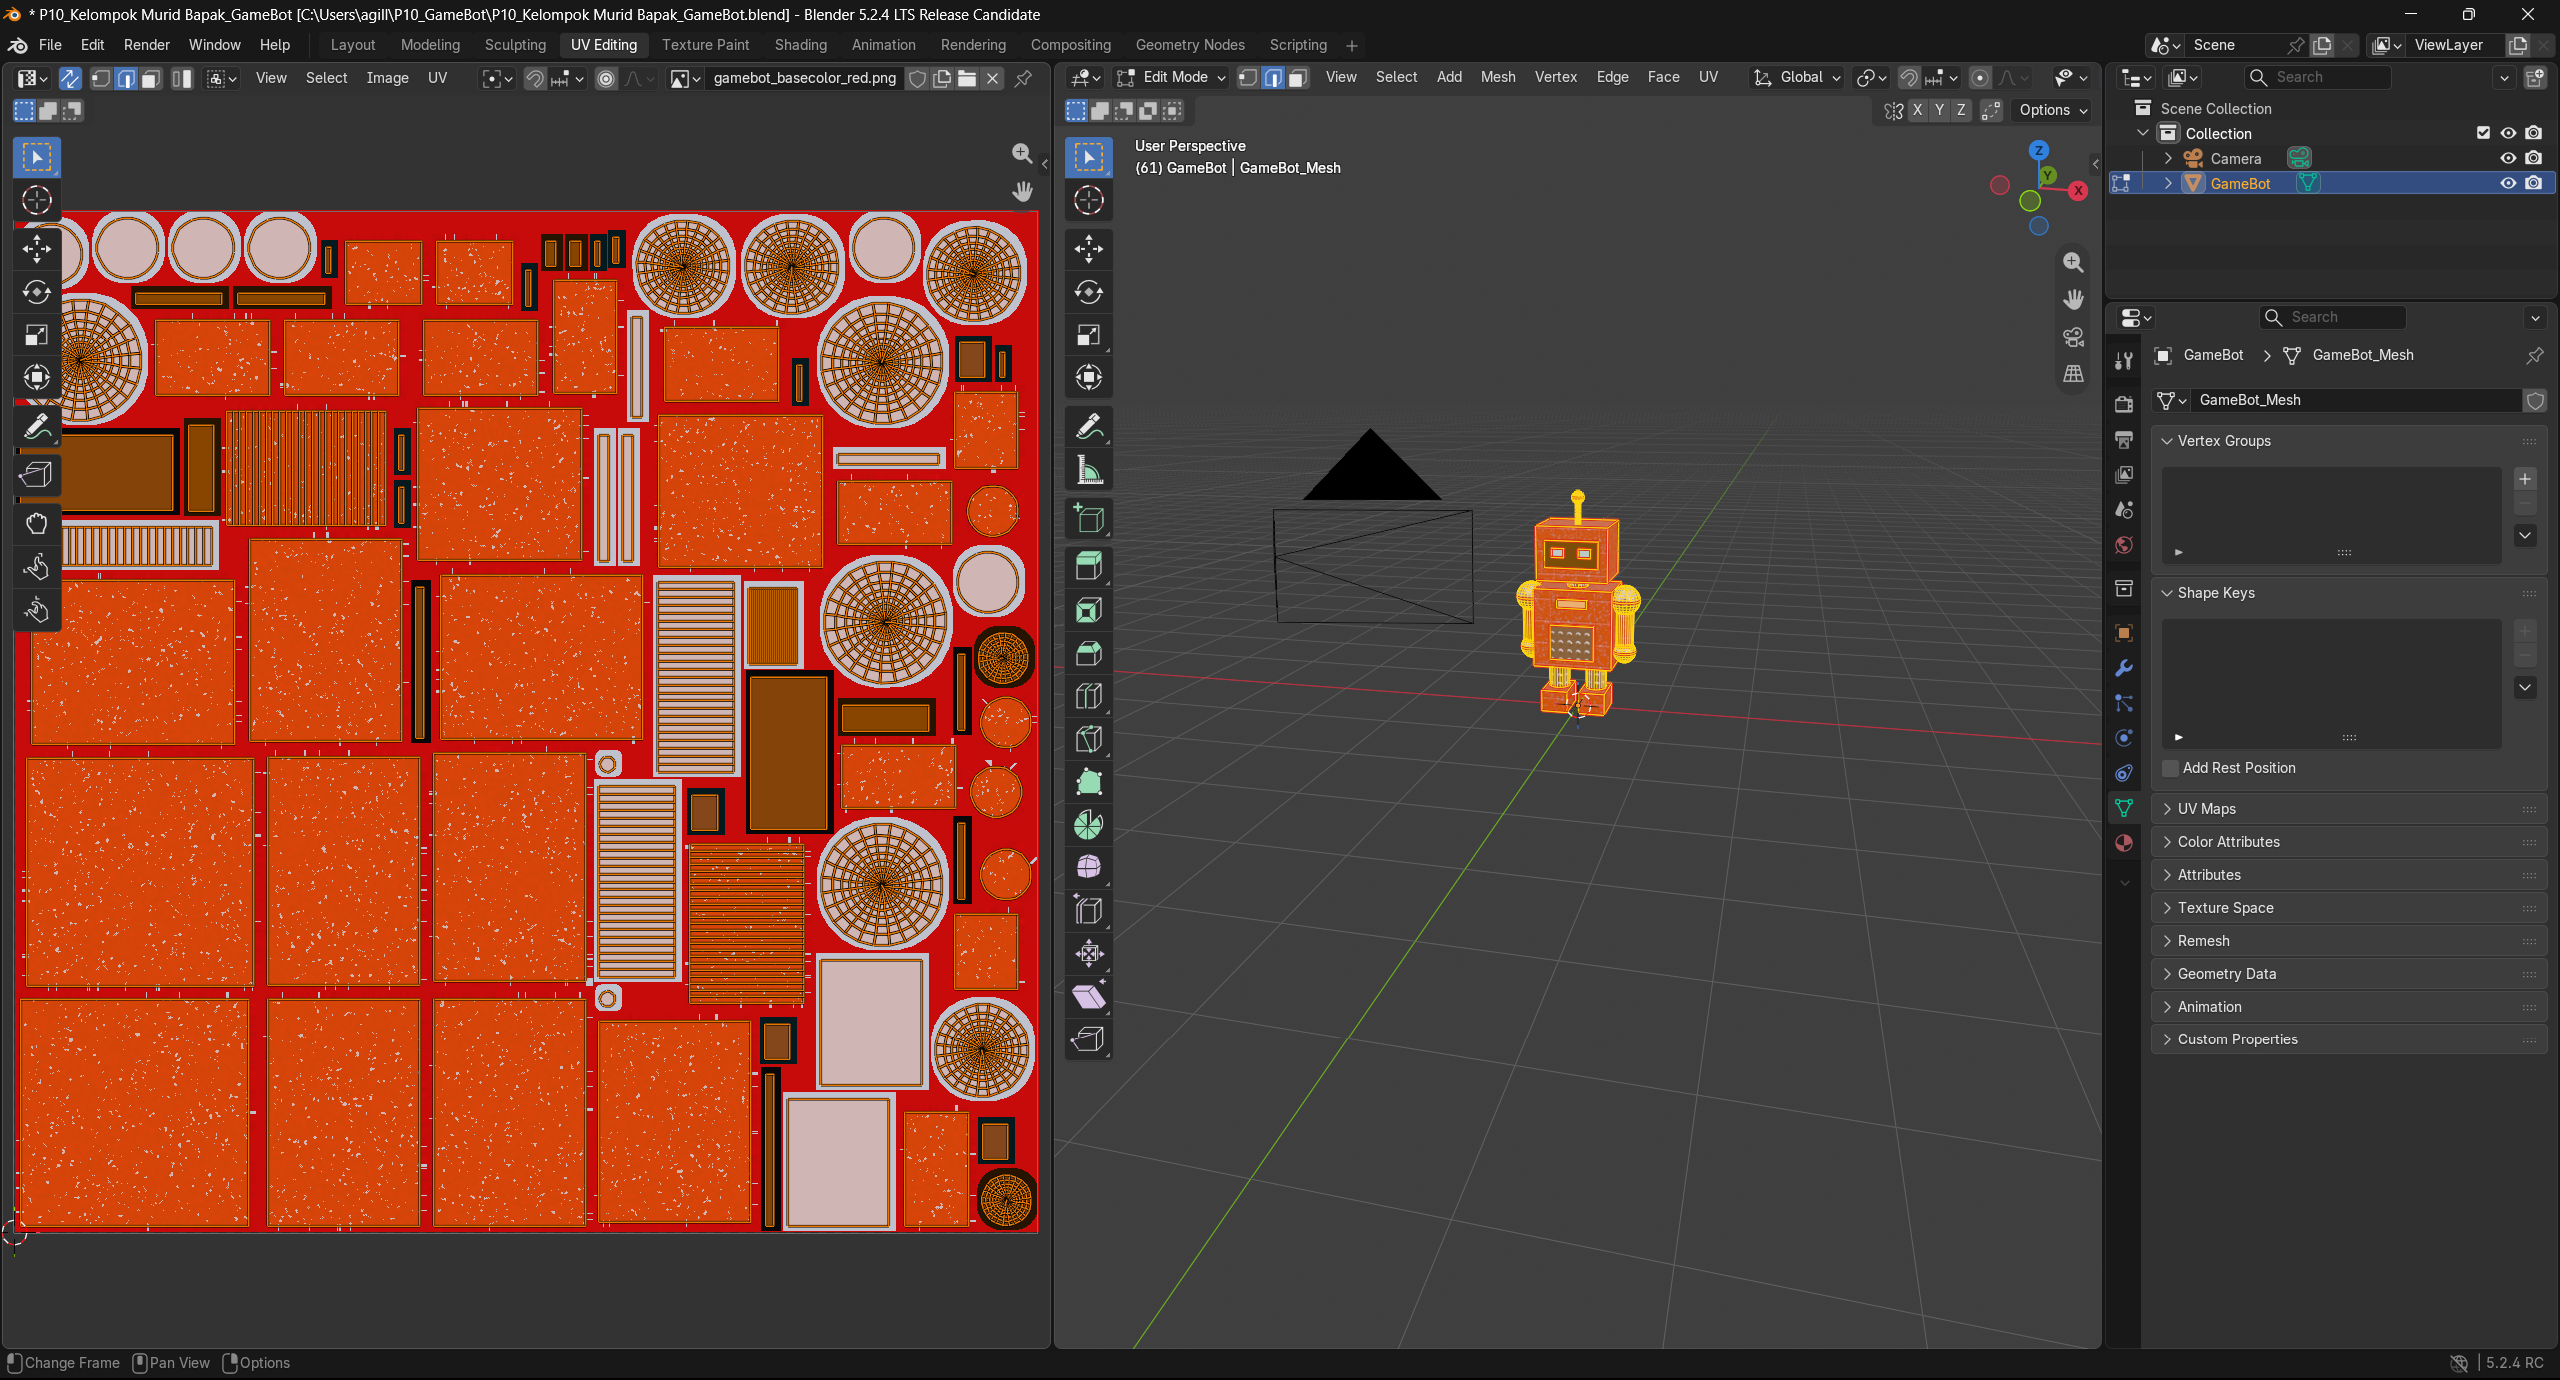 * P10_Kelompok Murid Bapak_GameBot [C:\Users\agill\P10_GameBot\P10_Kelompok Murid Bapak_GameBot.blend] - Blender 5.2.4 LTS Release Candidate
File Edit Render Window Help Layout Modeling Sculpting UV Editing Texture Paint Shading Animation Rendering Compositing Geometry Nodes Scripting Scene ViewLayer
View Select Image UV gamebot_basecolor_red.png
Edit Mode View Select Add Mesh Vertex Edge Face UV Global
Search
X Y Z Options
Scene Collection
Collection
Camera
GameBot
User Perspective
(61) GameBot | GameBot_Mesh
Z
Y
X
Search
GameBot GameBot_Mesh
GameBot_Mesh
Vertex Groups
Shape Keys
Add Rest Position
UV Maps
Color Attributes
Attributes
Texture Space
Remesh
Geometry Data
Animation
Custom Properties
Change Frame Pan View Options
5.2.4 RC